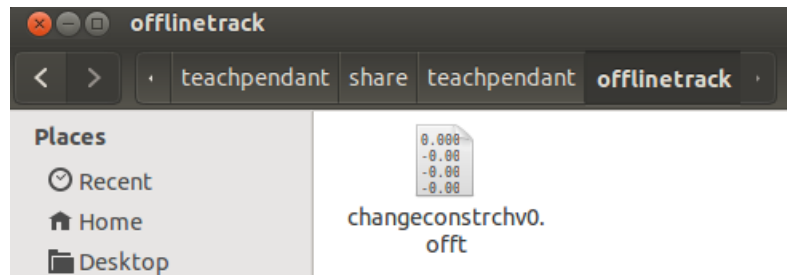 offlinetrack
teachpendant share teachpendant offlinetrack
Places
Recent
Home
Desktop
0.000
-0.00
-0.00
-0.00
changeconstrchv0.
offt